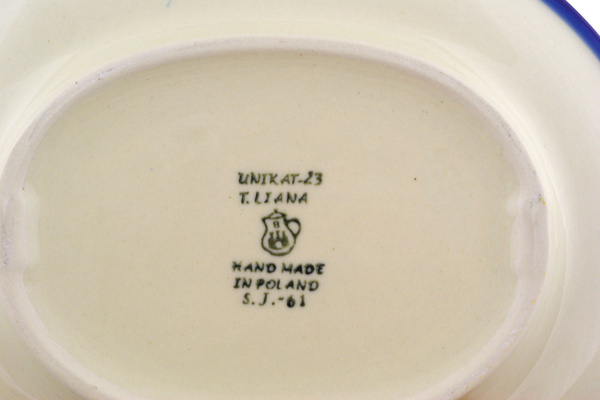 UNIKAT-23
T. LIANA
HAND MADE
IN POLAND
S.J.-61